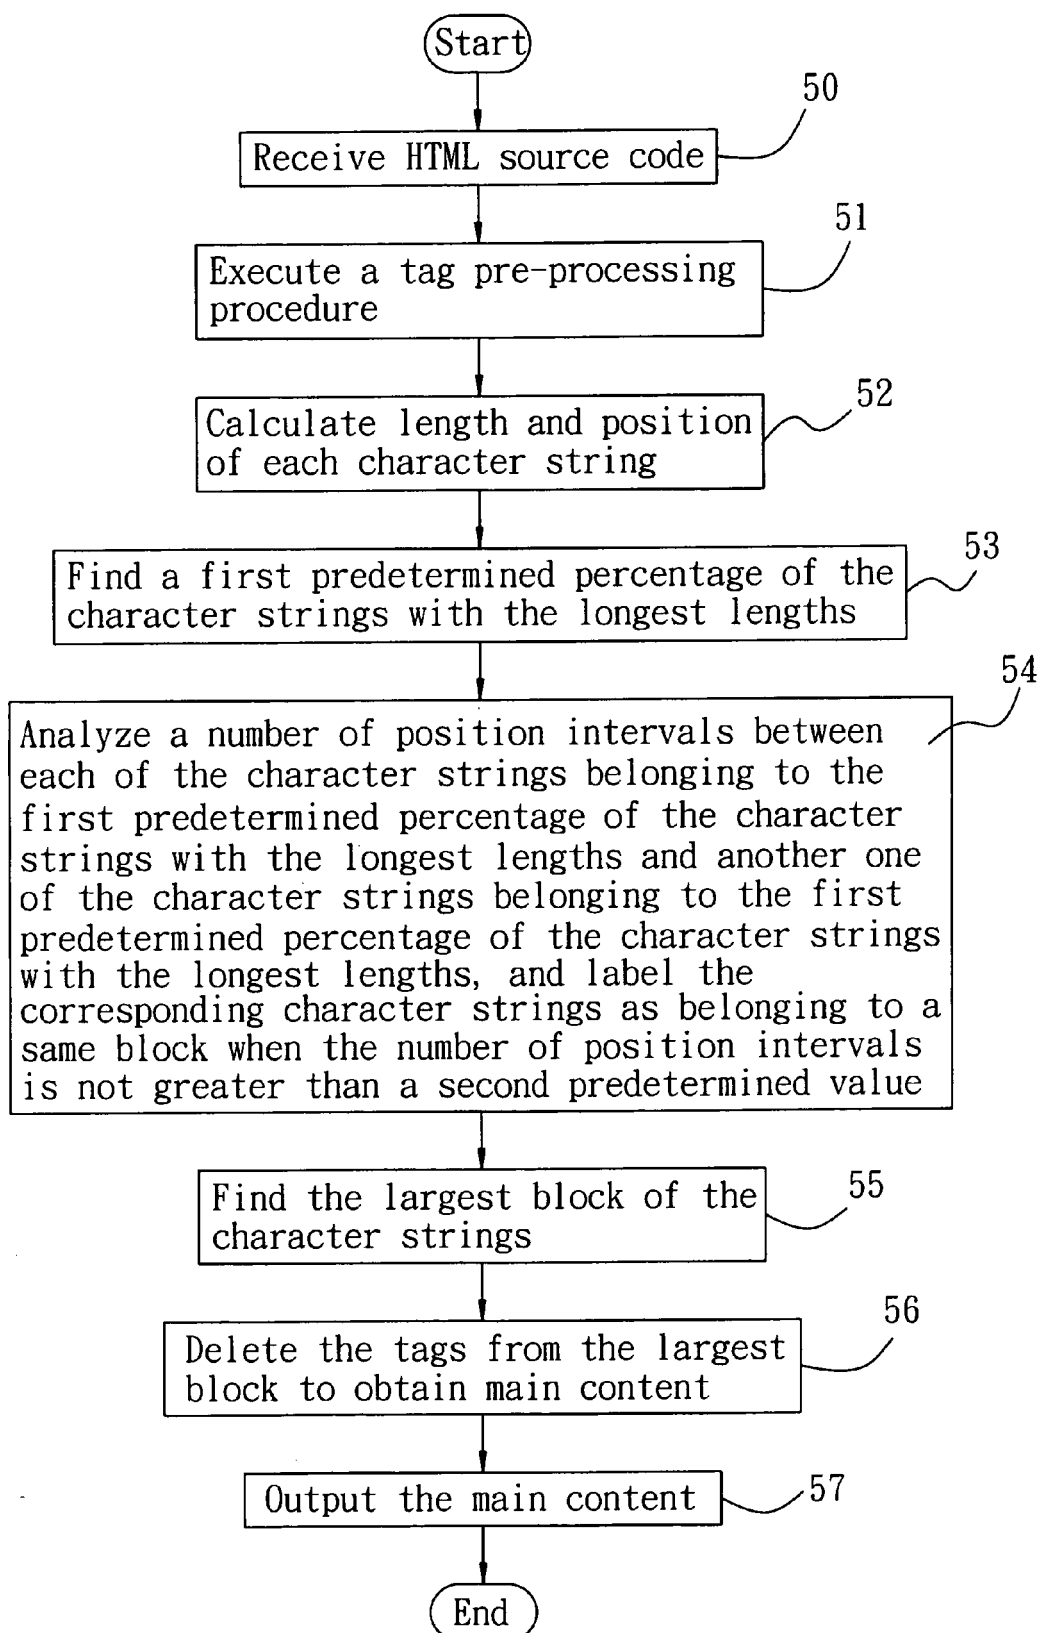 Start
50
Receive HTML source code
51
Execute a tag pre-processing
procedure
52
Calculate length and position
of each character string
53
Find a first predetermined percentage of the
character strings with the longest lengths
54
Analyze a number of position intervals between
each of the character strings belonging to the
first predetermined percentage of the character
strings with the longest lengths and another one
of the character strings belonging to the first
predetermined percentage of the character strings
with the longest lengths, and label the
corresponding character strings as belonging to a
same block when the number of position intervals
is not greater than a second predetermined value
55
Find the largest block of the
character strings
56
Delete the tags from the largest
block to obtain main content
57
Output the main content
End